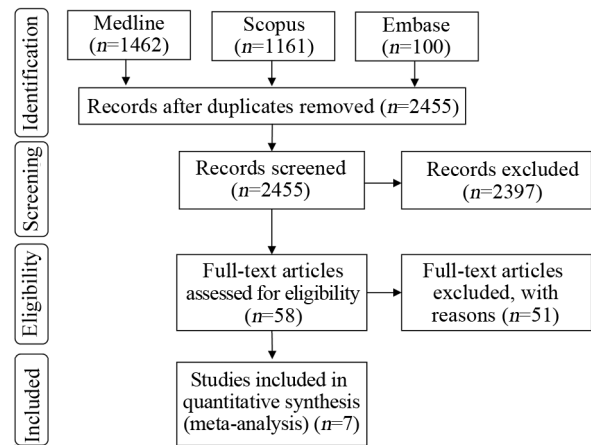 Identification
Medline
(n=1462)
Scopus
(n=1161)
Embase
(n=100)
Records after duplicates removed (n=2455)
Screening
Records screened
(n=2455)
Records excluded
(n=2397)
Eligibility
Full-text articles
assessed for eligibility
(n=58)
Full-text articles
excluded, with
reasons (n=51)
Included
Studies included in
quantitative synthesis
(meta-analysis) (n=7)